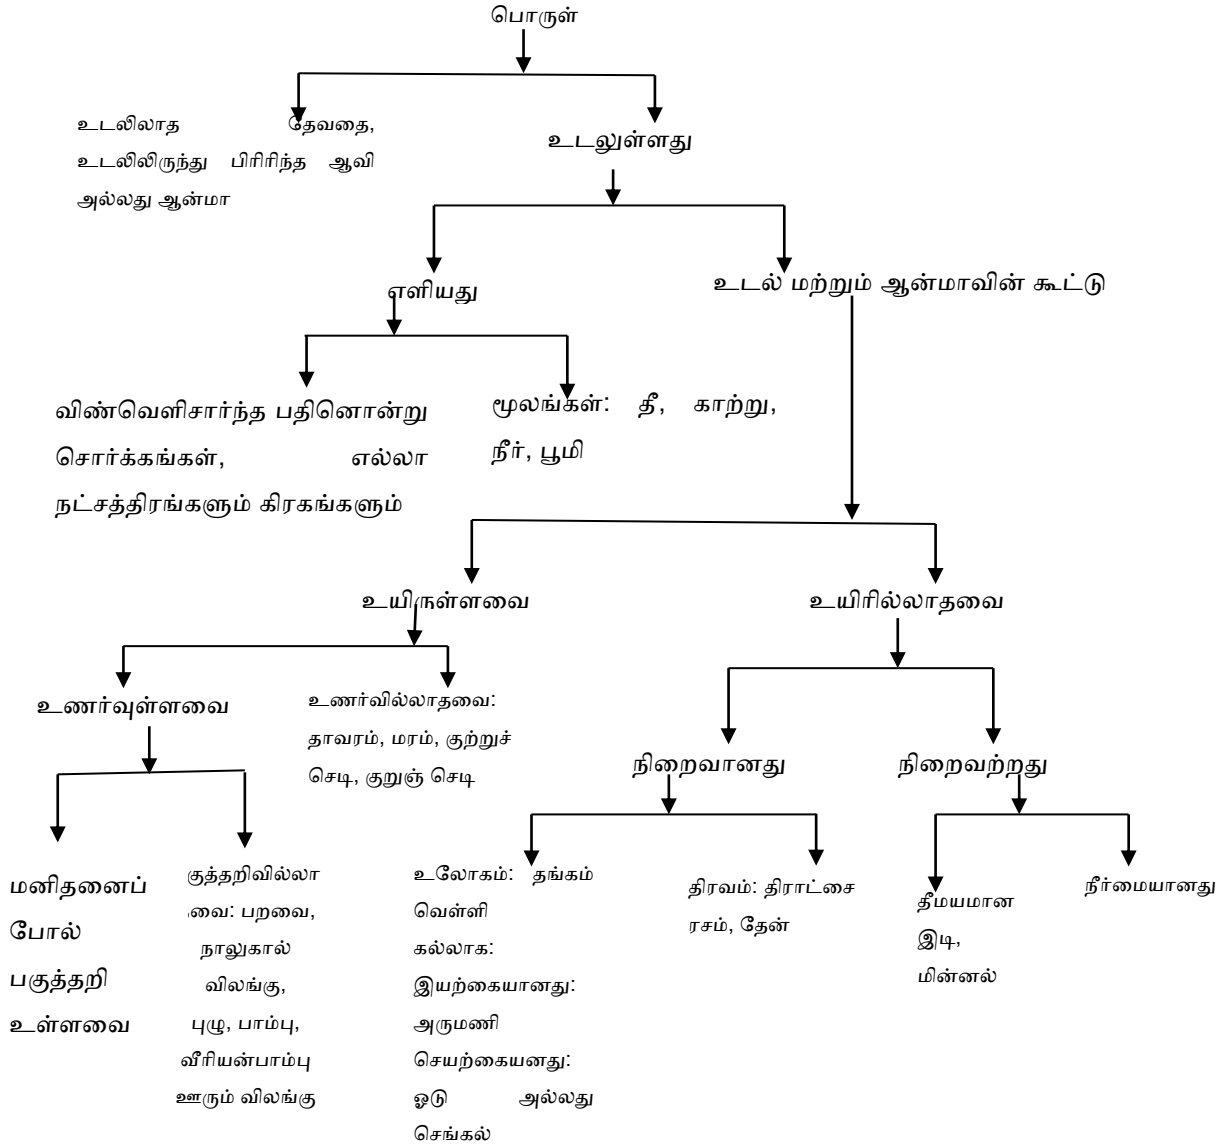 பொருள்
உடலிலாத தேவதை,
உடலிலிருந்து பிரிரிந்த ஆவி
அல்லது ஆன்மா
உடலுள்ளது
எளியது
உடல் மற்றும் ஆன்மாவின் கூட்டு
விண்வெளிசார்ந்த பதினொன்று
சொர்க்கங்கள், எல்லா
நட்சத்திரங்களும் கிரகங்களும்
மூலங்கள்: தீ, காற்று,
நீர், பூமி
உயிருள்ளவை
உயிரில்லாதவை
உணர்வுள்ளவை
உணர்வில்லாதவை:
தாவரம், மரம், குற்றுச்
செடி, குறுஞ் செடி
நிறைவானது
நிறைவற்றது
மனிதனைப்
போல்
பகுத்தறி
உள்ளவை
குத்தறிவில்லா
வை: பறவை,
நாலுகால்
விலங்கு,
புழு, பாம்பு,
வீரியன்பாம்பு
ஊரும் விலங்கு
உலோகம்: தங்கம்
வெள்ளி
கல்லாக:
இயற்கையானது:
அருமணி
செயற்கையனது:
ஓடு அல்லது
செங்கல்
திரவம்: திராட்சை
ரசம், தேன்
தீமயமான
இடி,
மின்னல்
நீர்மையானது